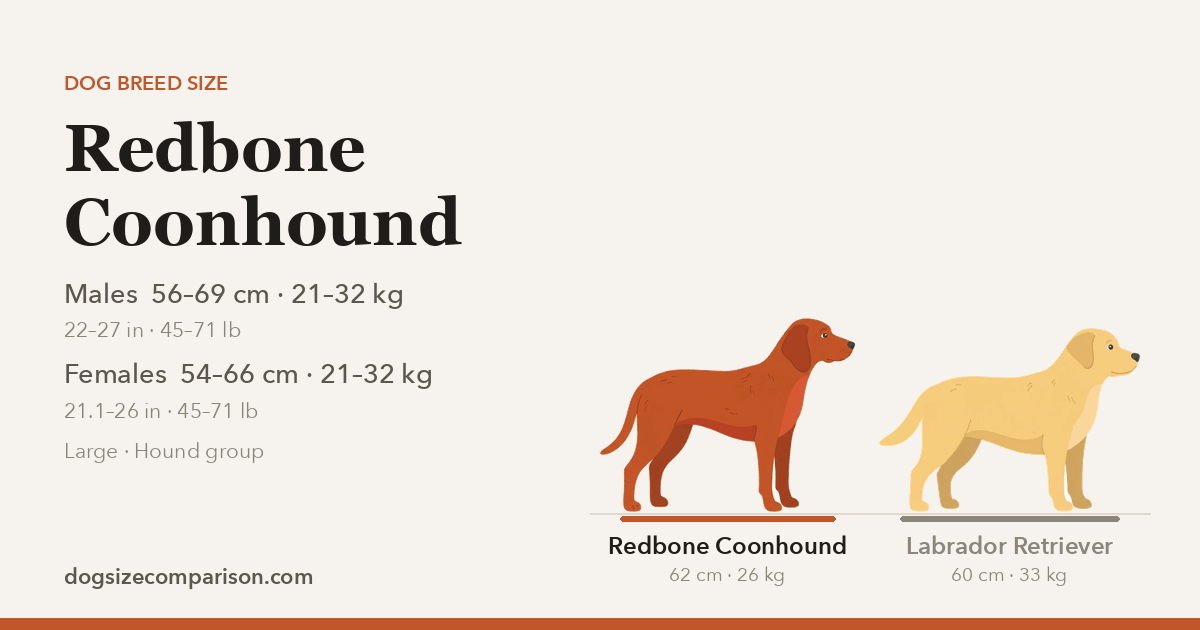 DOG BREED SIZE
Redbone
Coonhound
Males 56–69 cm · 21–32 kg
22–27 in · 45–71 lb
Females 54–66 cm · 21–32 kg
21.1–26 in · 45–71 lb
Large · Hound group
dogsizecomparison.com
Redbone Coonhound
62 cm · 26 kg
Labrador Retriever
60 cm · 33 kg